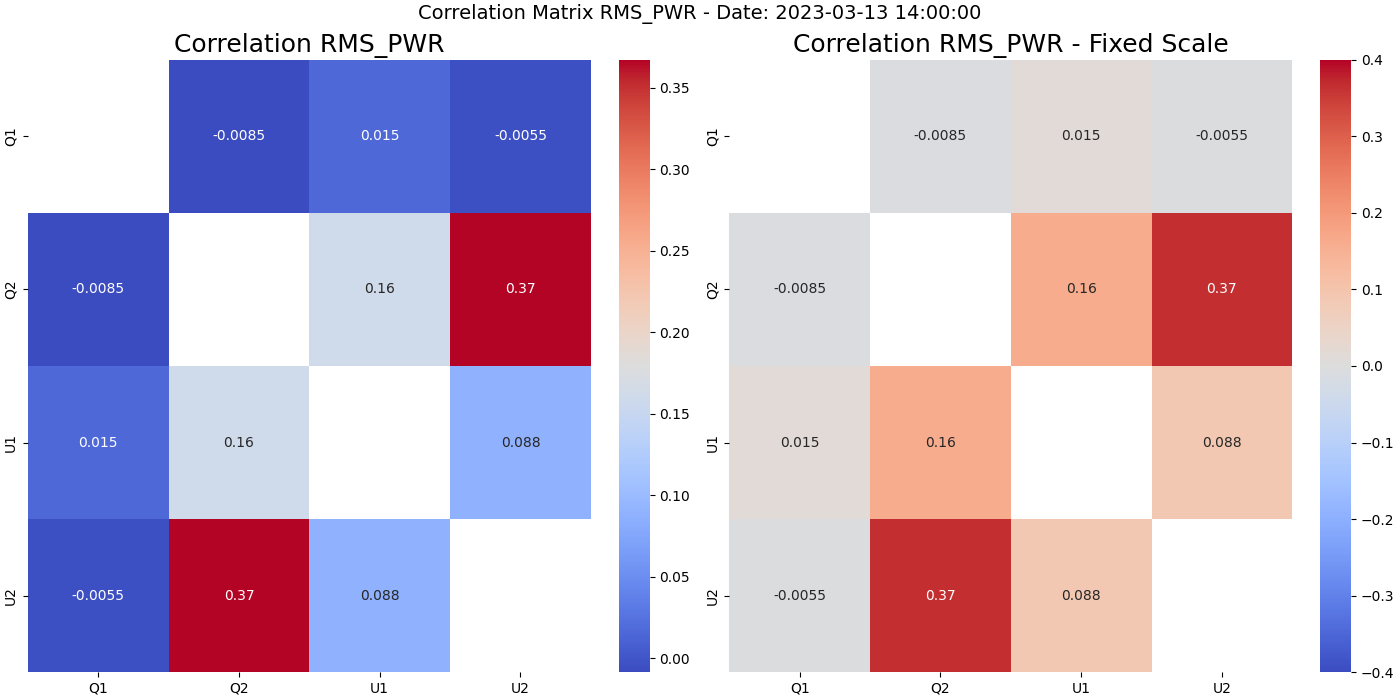 Correlation Matrix RMS_PWR - Date: 2023-03-13 14:00:00
Correlation RMS_PWR
Q1
-0.0085
0.015
-0.0055
Q2
-0.0085
0.16
0.37
U1
0.015
0.16
0.088
U2
-0.0055
0.37
0.088
Q1
Q2
U1
U2
0.35
0.30
0.25
0.20
0.15
0.10
0.05
0.00
Correlation RMS_PWR - Fixed Scale
Q1
-0.0085
0.015
-0.0055
Q2
-0.0085
0.16
0.37
U1
0.015
0.16
0.088
U2
-0.0055
0.37
0.088
Q1
Q2
U1
U2
0.4
0.3
0.2
0.1
0.0
−0.1
−0.2
−0.3
−0.4